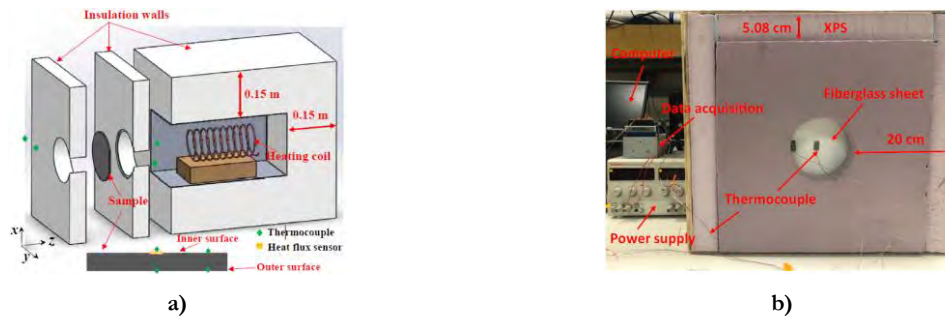 Insulation walls
0.15 m
0.15 m
Heating coil
Sample
x
z
y
Thermocouple
Heat flux sensor
Inner surface
Outer surface
a)
5.08 cm
XPS
Computer
Data acquisition
Fiberglass sheet
20 cm
Thermocouple
Power supply
b)